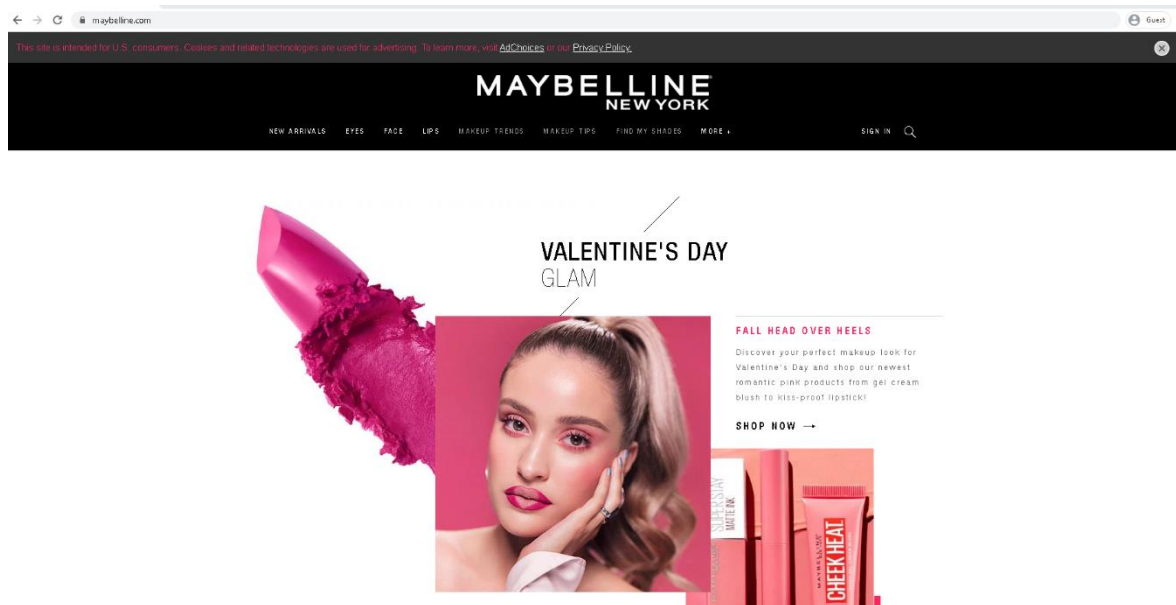 maybelline.com
Guest
This site is intended for U.S. consumers. Cookies and related technologies are used for advertising. To learn more, visit AdChoices or our Privacy Policy.
MAYBELLINE
NEW YORK
NEW ARRIVALS EYES FACE LIPS MAKEUP TRENDS MAKEUP TIPS FIND MY SHADES MORE + SIGN IN
VALENTINE'S DAY
GLAM
FALL HEAD OVER HEELS
Discover your perfect makeup look for
Valentine's Day and shop our newest
romantic pink products from gel cream
blush to kiss-proof lipstick!
SHOP NOW →
SUPERSTAY
MATTE INK
MAYBELLINE
CHEEK HEAT